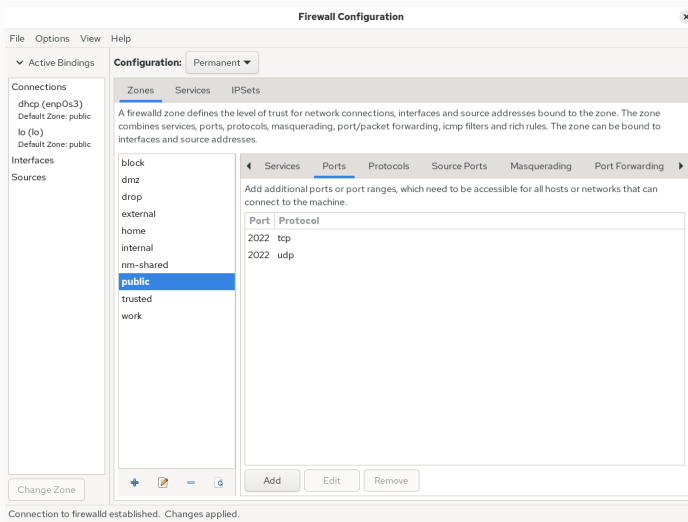 Firewall Configuration
File Options View Help
Active Bindings
Configuration: Permanent
Connections
dhcp (enp0s3)
Default Zone: public
lo (lo)
Default Zone: public
Interfaces
Sources
Change Zone
Zones Services IPSets
A firewalld zone defines the level of trust for network connections, interfaces and source addresses bound to the zone. The zone
combines services, ports, protocols, masquerading, port/packet forwarding, icmp filters and rich rules. The zone can be bound to
interfaces and source addresses.
block
dmz
drop
external
home
internal
nm-shared
public
trusted
work
Services Ports Protocols Source Ports Masquerading Port Forwarding
Add additional ports or port ranges, which need to be accessible for all hosts or networks that can
connect to the machine.
Port Protocol
2022 tcp
2022 udp
Add Edit Remove
Connection to firewalld established. Changes applied.